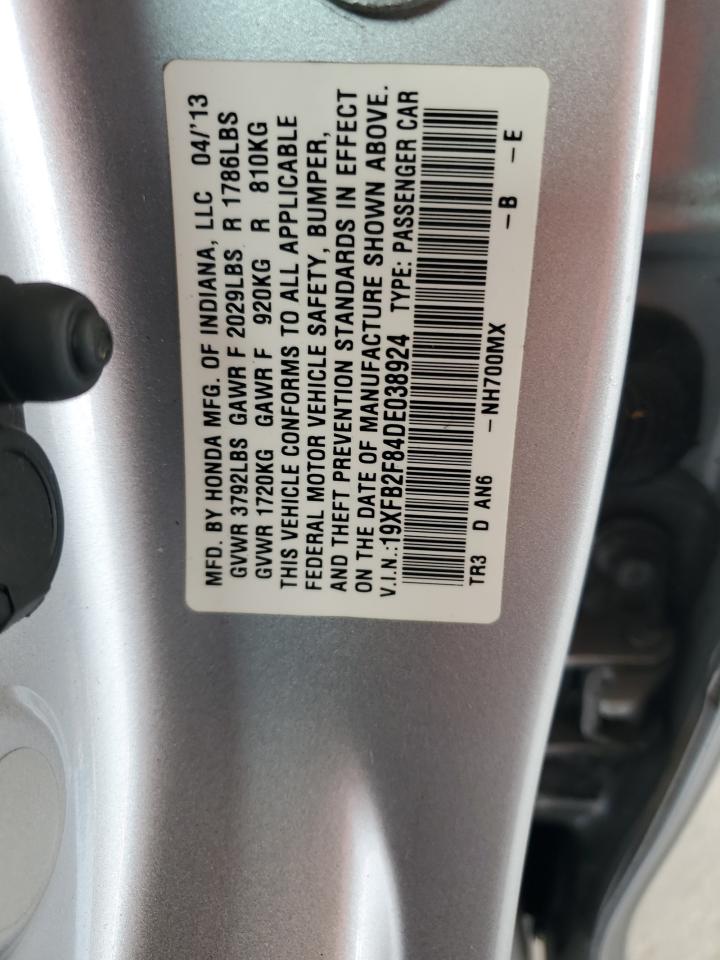 MFD. BY HONDA MFG. OF INDIANA, LLC 04/'13
GVWR 3792LBS GAWR F 2029LBS R 1786LBS
GVWR 1720KG GAWR F 920KG R 810KG
THIS VEHICLE CONFORMS TO ALL APPLICABLE
FEDERAL MOTOR VEHICLE SAFETY, BUMPER,
AND THEFT PREVENTION STANDARDS IN EFFECT
ON THE DATE OF MANUFACTURE SHOWN ABOVE.
V.I.N.:19XFB2F84DE038924 TYPE: PASSENGER CAR
TR3 D AN6 -NH700MX -B -E